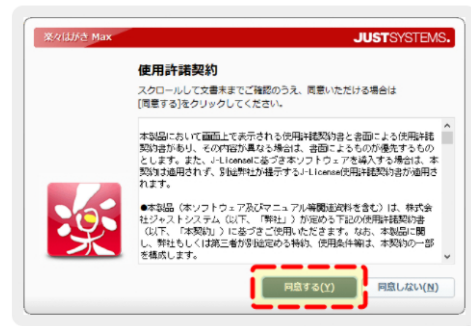 楽々はがき Max
JUSTSYSTEMS.
使用許諾契約
スクロールして文書末までご確認のうえ、同意いただける場合は
[同意する]をクリックしてください。
本製品において画面上で表示される使用許諾契約書と書面による使用許諾
契約書があり、その内容が異なる場合は、書面によるものが優先するもの
とします。また、J-Licenseに基づき本ソフトウェアを導入する場合は、本
契約は適用されず、別途弊社が提示するJ-License使用許諾契約書が適用さ
れます。
●本製品（本ソフトウェア及びマニュアル等関連資料を含む）は、株式会
社ジャストシステム（以下、「弊社」）が定める下記の使用許諾契約書
（以下、「本契約」）に基づきご使用いただきます。なお、本製品に関
し、弊社もしくは第三者が別途定める特約、使用条件等は、本契約の一部
を構成します。
楽
同意する(Y)
同意しない(N)